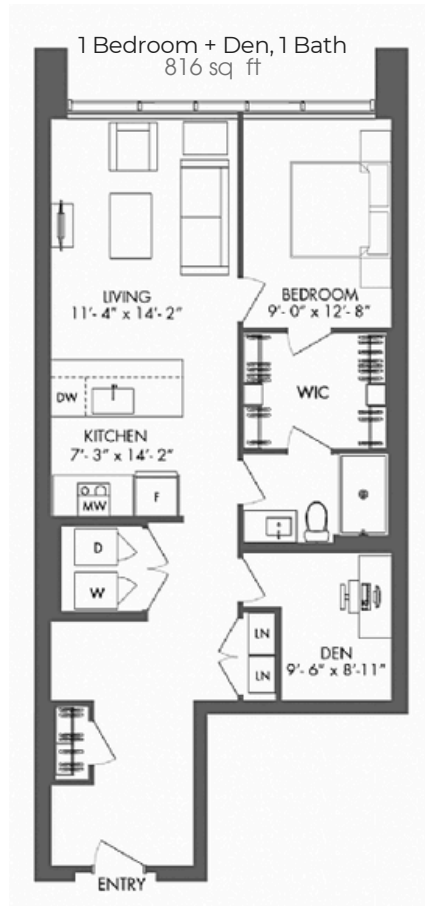 1 Bedroom + Den, 1 Bath
816 sq ft
LIVING
11'-4" x 14'-2"
BEDROOM
9'-0" x 12'-8"
WIC
DW
KITCHEN
7'-3" x 14'-2"
MW
F
D
W
LN
LN
DEN
9'-6" x 8'-11"
ENTRY